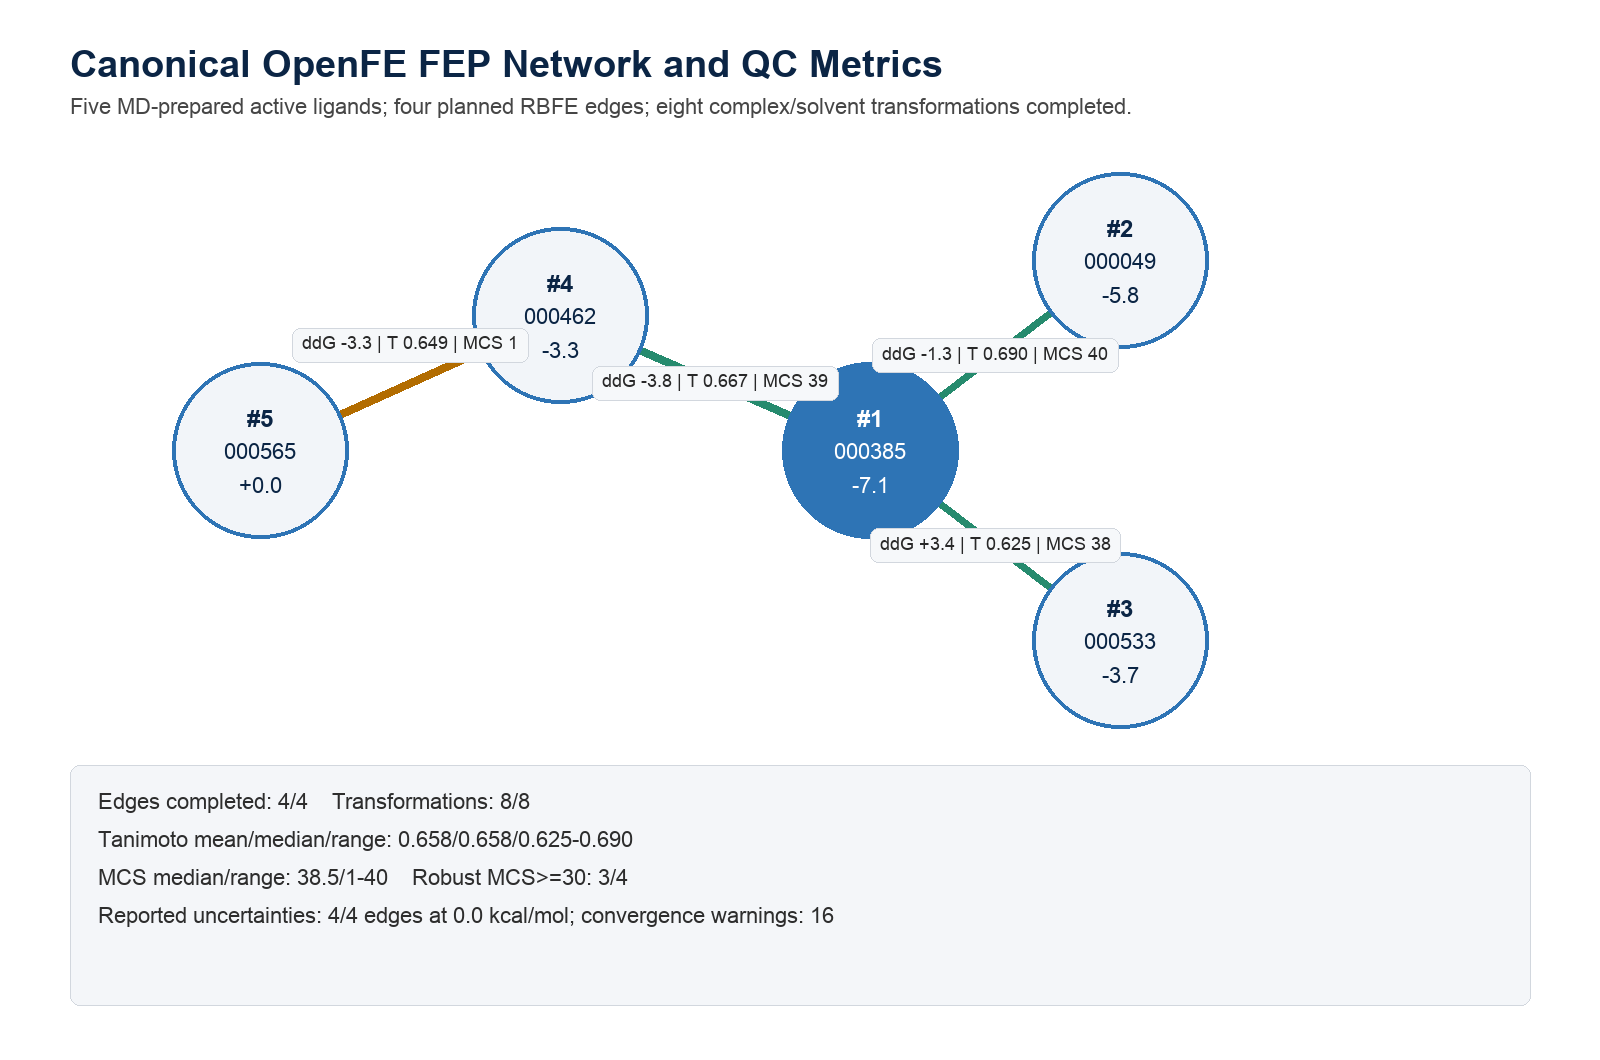 Canonical OpenFE FEP Network and QC Metrics
Five MD-prepared active ligands; four planned RBFE edges; eight complex/solvent transformations completed.
#2
000049
-5.8
#4
000462
-3.3
ddG -3.3 | T 0.649 | MCS 1
ddG -1.3 | T 0.690 | MCS 40
ddG -3.8 | T 0.667 | MCS 39
#5
000565
+0.0
#1
000385
-7.1
ddG +3.4 | T 0.625 | MCS 38
#3
000533
-3.7
Edges completed: 4/4    Transformations: 8/8
Tanimoto mean/median/range: 0.658/0.658/0.625-0.690
MCS median/range: 38.5/1-40    Robust MCS>=30: 3/4
Reported uncertainties: 4/4 edges at 0.0 kcal/mol; convergence warnings: 16